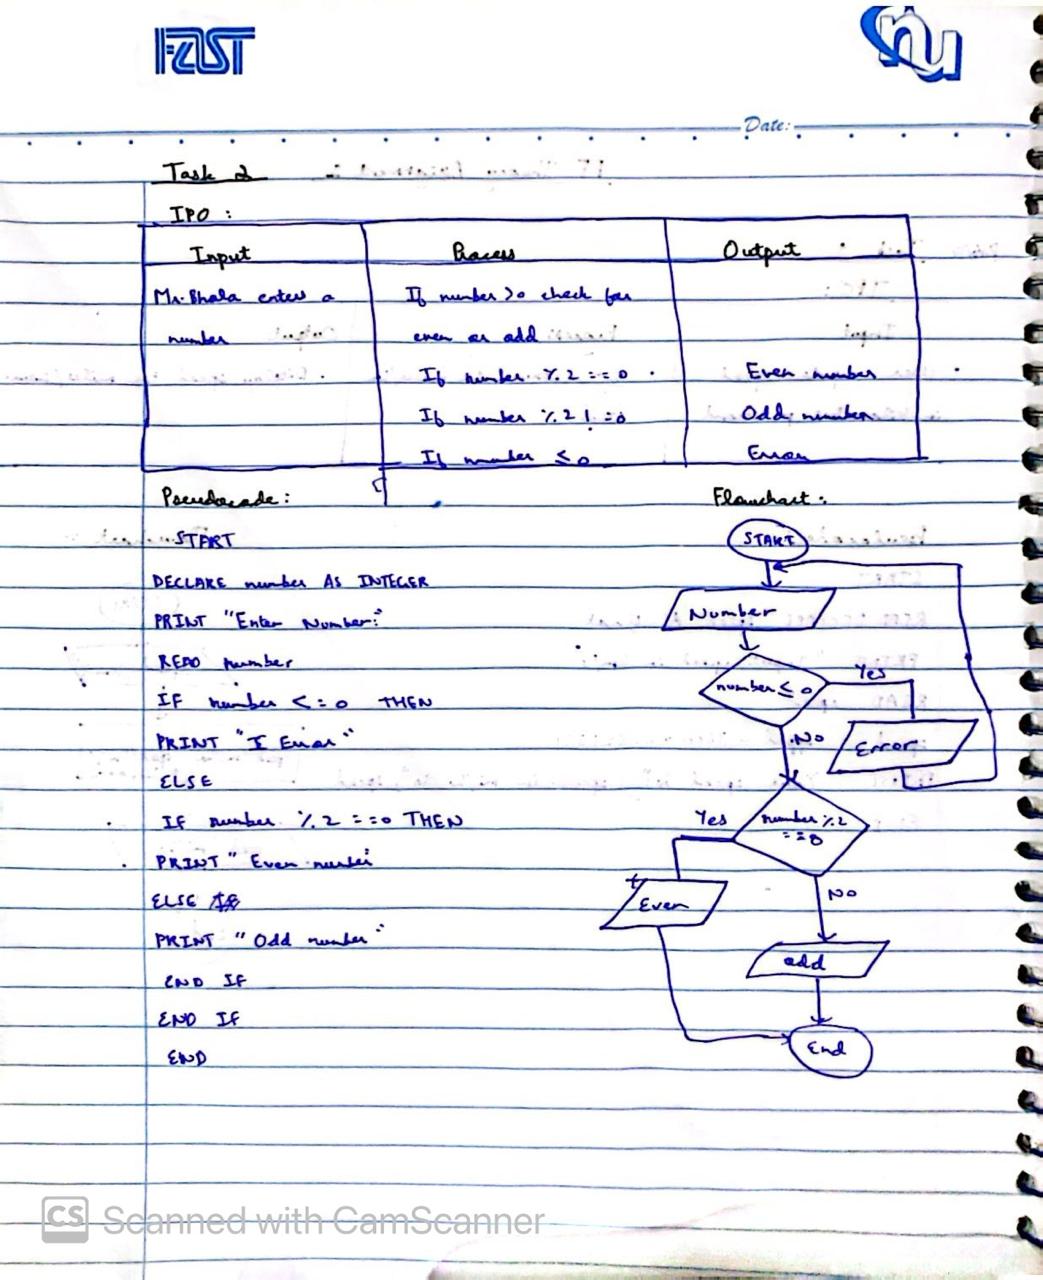 FAST
nu
Date:
Task 2
IPO :
Input Process Output
Mr. Bhala enters a If number >0 check for
number even or odd
If number % 2 == 0 Even number
If number % 2 ! =0 Odd number
If number ≤ 0 Error
Pseudocode :
START
DECLARE number AS INTEGER
PRINT "Enter Number:"
READ number
IF number <= 0 THEN
PRINT "I Error"
ELSE
IF number % 2 ==0 THEN
PRINT " Even number
ELSE
PRINT " Odd number "
END IF
END IF
END
Flowchart .
START
Number
number ≤ 0
Yes
Error
No
number % 2
==0
Yes
Even
No
odd
End
CS Scanned with CamScanner